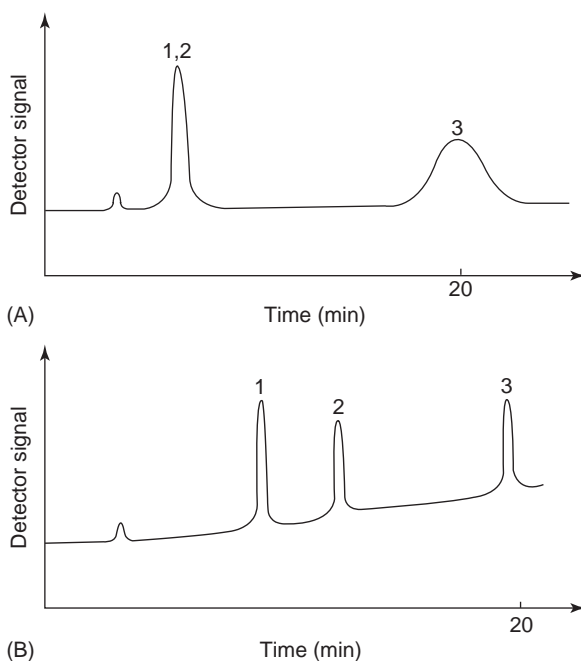 Detector signal
1,2
3
20
(A)
Time (min)
Detector signal
1
2
3
20
(B)
Time (min)